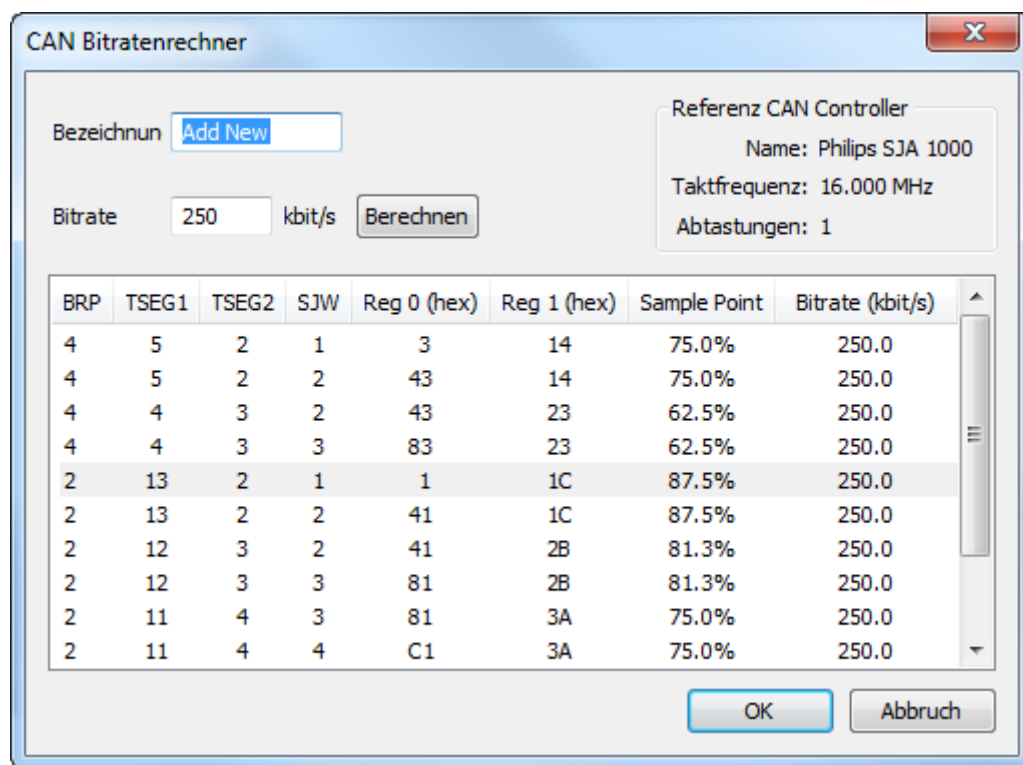 CAN Bitratenrechner
Bezeichnun Add New
Bitrate 250 kbit/s Berechnen
Referenz CAN Controller
Name: Philips SJA 1000
Taktfrequenz: 16.000 MHz
Abtastungen: 1
BRP TSEG1 TSEG2 SJW Reg 0 (hex) Reg 1 (hex) Sample Point Bitrate (kbit/s)
4 5 2 1 3 14 75.0% 250.0
4 5 2 2 43 14 75.0% 250.0
4 4 3 2 43 23 62.5% 250.0
4 4 3 3 83 23 62.5% 250.0
2 13 2 1 1 1C 87.5% 250.0
2 13 2 2 41 1C 87.5% 250.0
2 12 3 2 41 2B 81.3% 250.0
2 12 3 3 81 2B 81.3% 250.0
2 11 4 3 81 3A 75.0% 250.0
2 11 4 4 C1 3A 75.0% 250.0
OK Abbruch